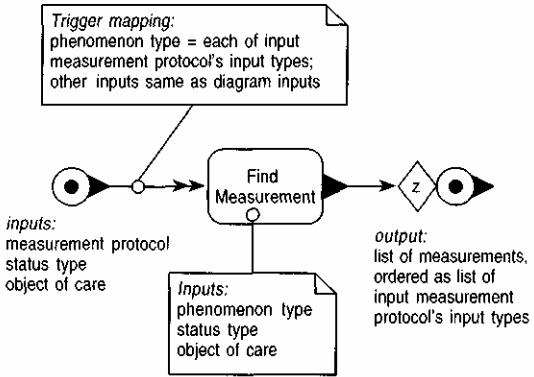 Trigger mapping:
phenomenon type = each of input
measurement protocol's input types;
other inputs same as diagram inputs
Find
Measurement
z
inputs:
measurement protocol
status type
object of care
output:
list of measurements,
ordered as list of
input measurement
protocol's input types
Inputs:
phenomenon type
status type
object of care